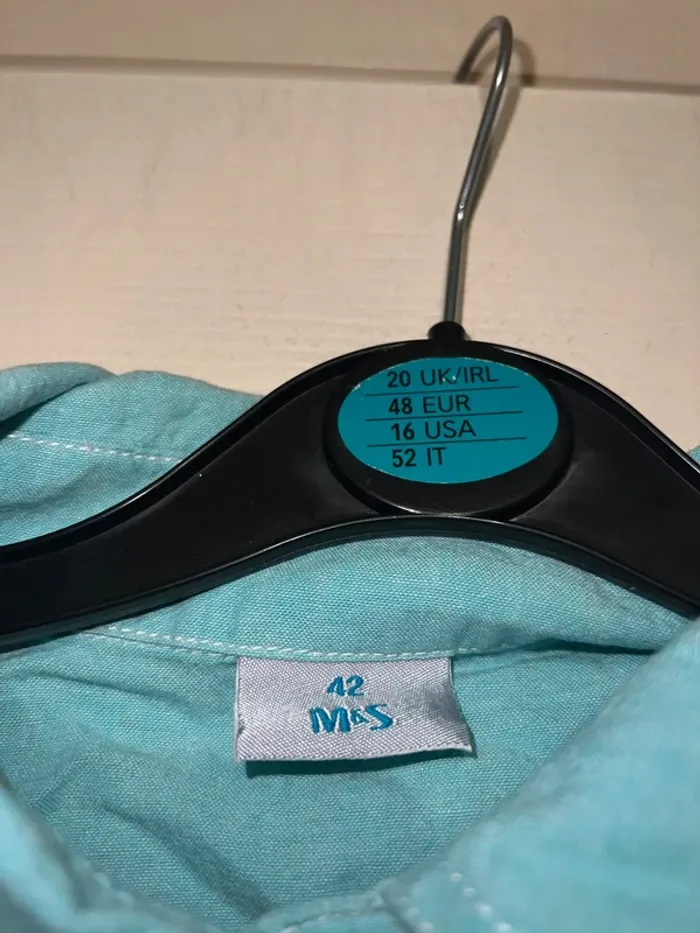 20 UK/IRL
48 EUR
16 USA
52 IT
42
M&S